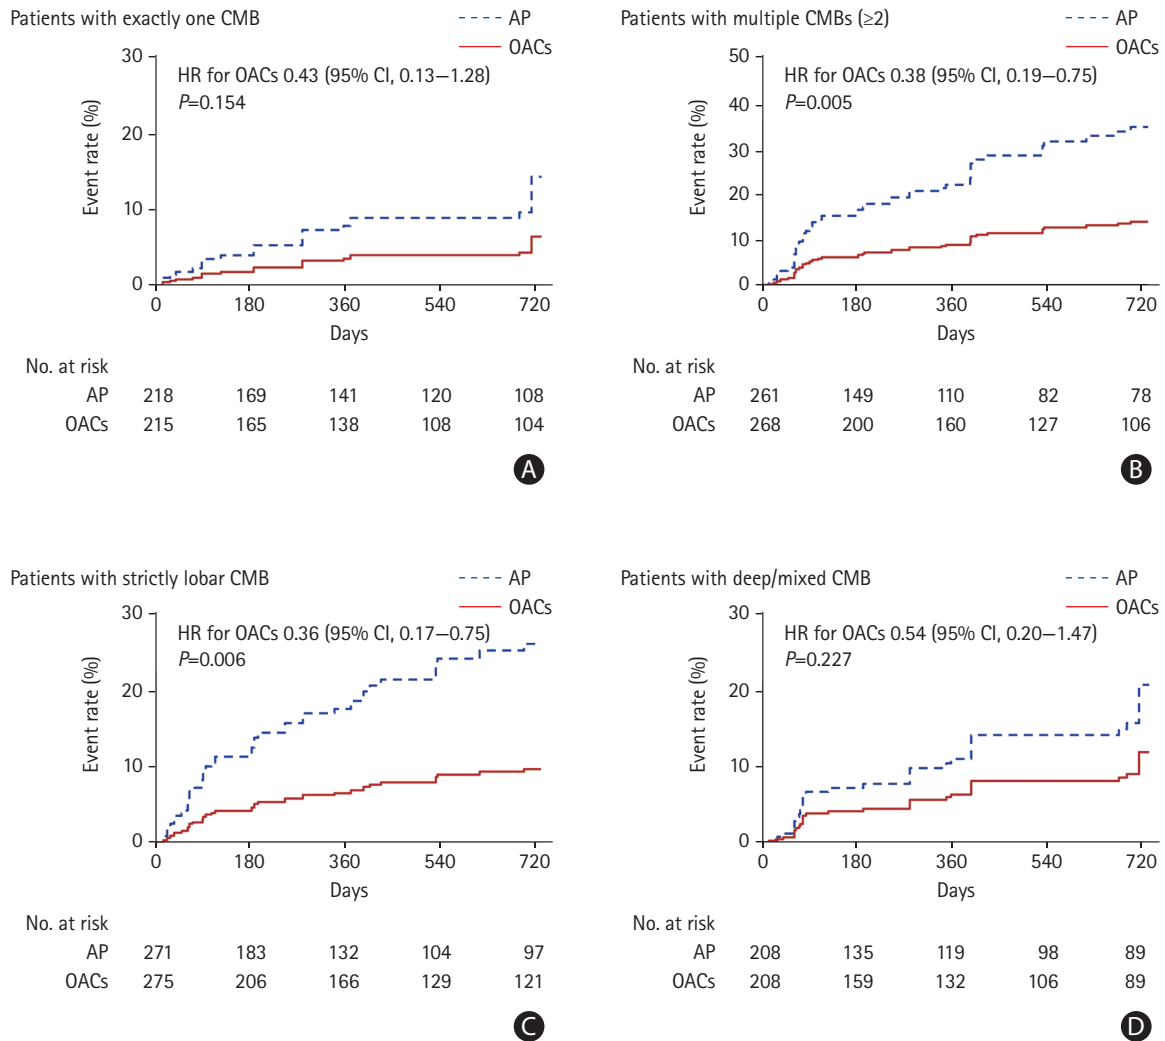 Patients with exactly one CMB
AP
OACs
HR for OACs 0.43 (95% CI, 0.13–1.28)
P=0.154
Event rate (%)
30
20
10
0
0 180 360 540 720
Days
No. at risk
AP 218 169 141 120 108
OACs 215 165 138 108 104
A
Patients with multiple CMBs (≥2)
AP
OACs
HR for OACs 0.38 (95% CI, 0.19–0.75)
P=0.005
Event rate (%)
50
40
30
20
10
0
0 180 360 540 720
Days
No. at risk
AP 261 149 110 82 78
OACs 268 200 160 127 106
B
Patients with strictly lobar CMB
AP
OACs
HR for OACs 0.36 (95% CI, 0.17–0.75)
P=0.006
Event rate (%)
30
20
10
0
0 180 360 540 720
Days
No. at risk
AP 271 183 132 104 97
OACs 275 206 166 129 121
C
Patients with deep/mixed CMB
AP
OACs
HR for OACs 0.54 (95% CI, 0.20–1.47)
P=0.227
Event rate (%)
30
20
10
0
0 180 360 540 720
Days
No. at risk
AP 208 135 119 98 89
OACs 208 159 132 106 89
D